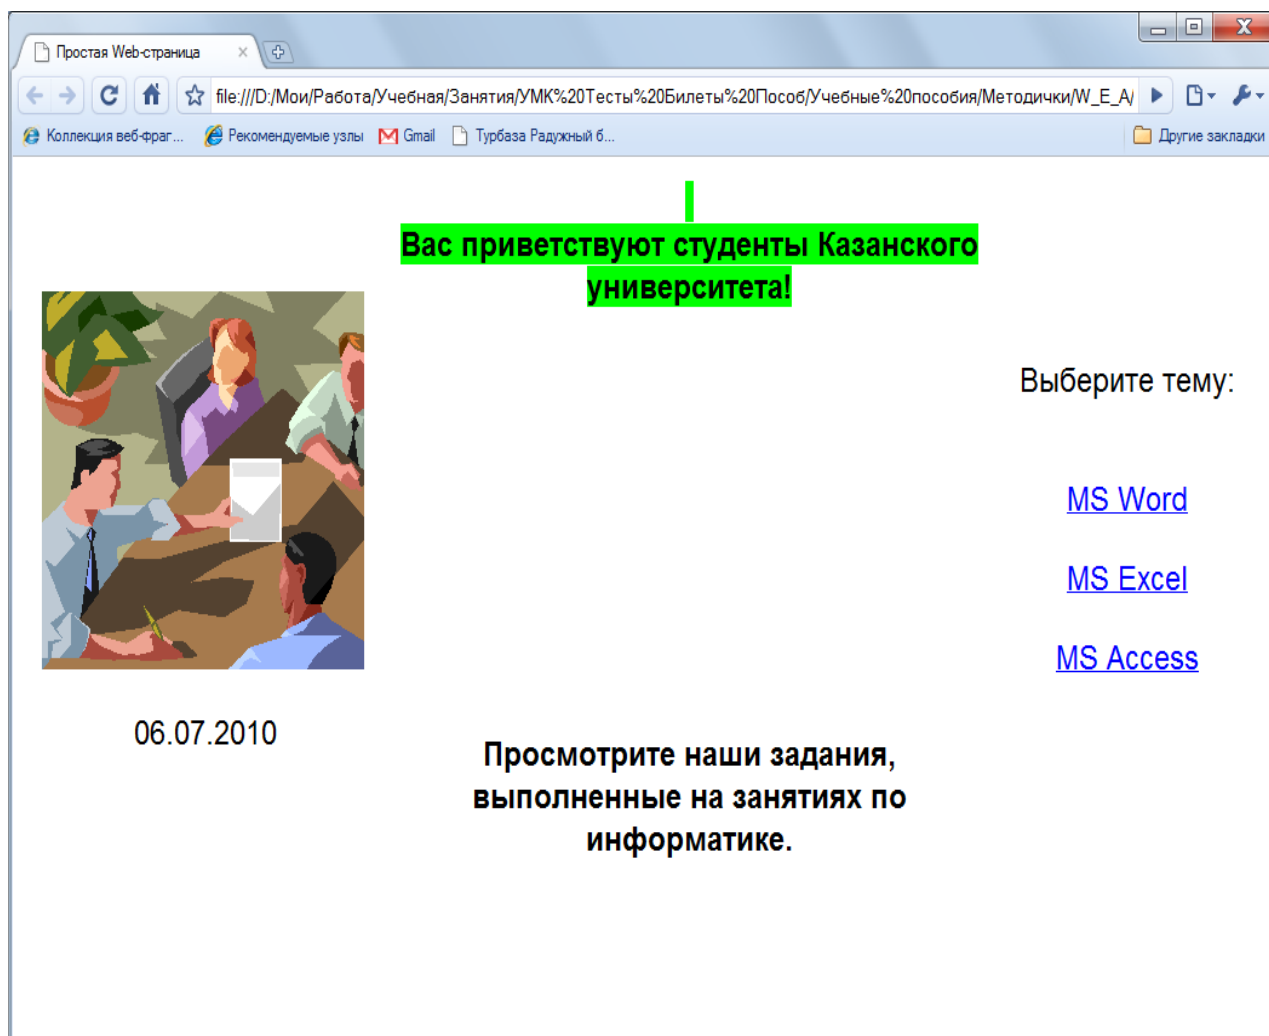 Простая Web-страница
file:///D:/Мои/Работа/Учебная/Занятия/УМК%20Тесты%20Билеты%20Пособ/Учебные%20пособия/Методички/W_E_A/
Коллекция веб-фраг... Рекомендуемые узлы Gmail Турбаза Радужный б... Другие закладки
Вас приветствуют студенты Казанского
университета!
Выберите тему:
MS Word
MS Excel
MS Access
06.07.2010
Просмотрите наши задания,
выполненные на занятиях по
информатике.